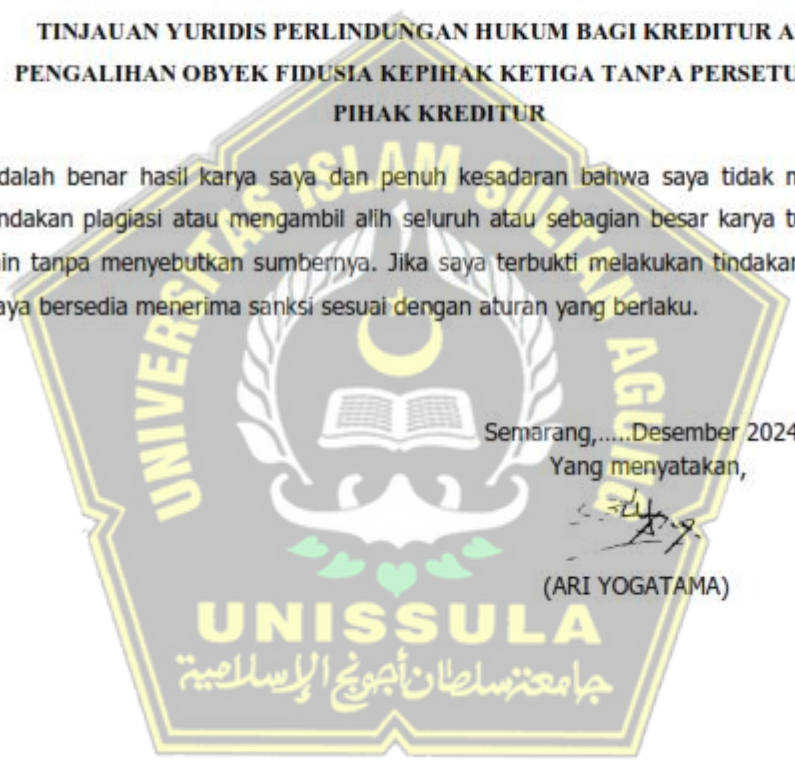 TINJAUAN YURIDIS PERLINDUNGAN HUKUM BAGI KREDITUR A
PENGALIHAN OBYEK FIDUSIA KEPIHAK KETIGA TANPA PERSETU
PIHAK KREDITUR
dalah benar hasil karya saya dan penuh kesadaran bahwa saya tidak m
ndakan plagiasi atau mengambil alih seluruh atau sebagian besar karya t
in tanpa menyebutkan sumbernya. Jika saya terbukti melakukan tindakan
aya bersedia menerima sanksi sesuai dengan aturan yang berlaku.
Semarang,.....Desember 2024
Yang menyatakan,
(ARI YOGATAMA)
UNIVERSITAS ISLAM SULTAN AGUNG
UNISSULA
جامعتسلطان أجونج الإسلامية